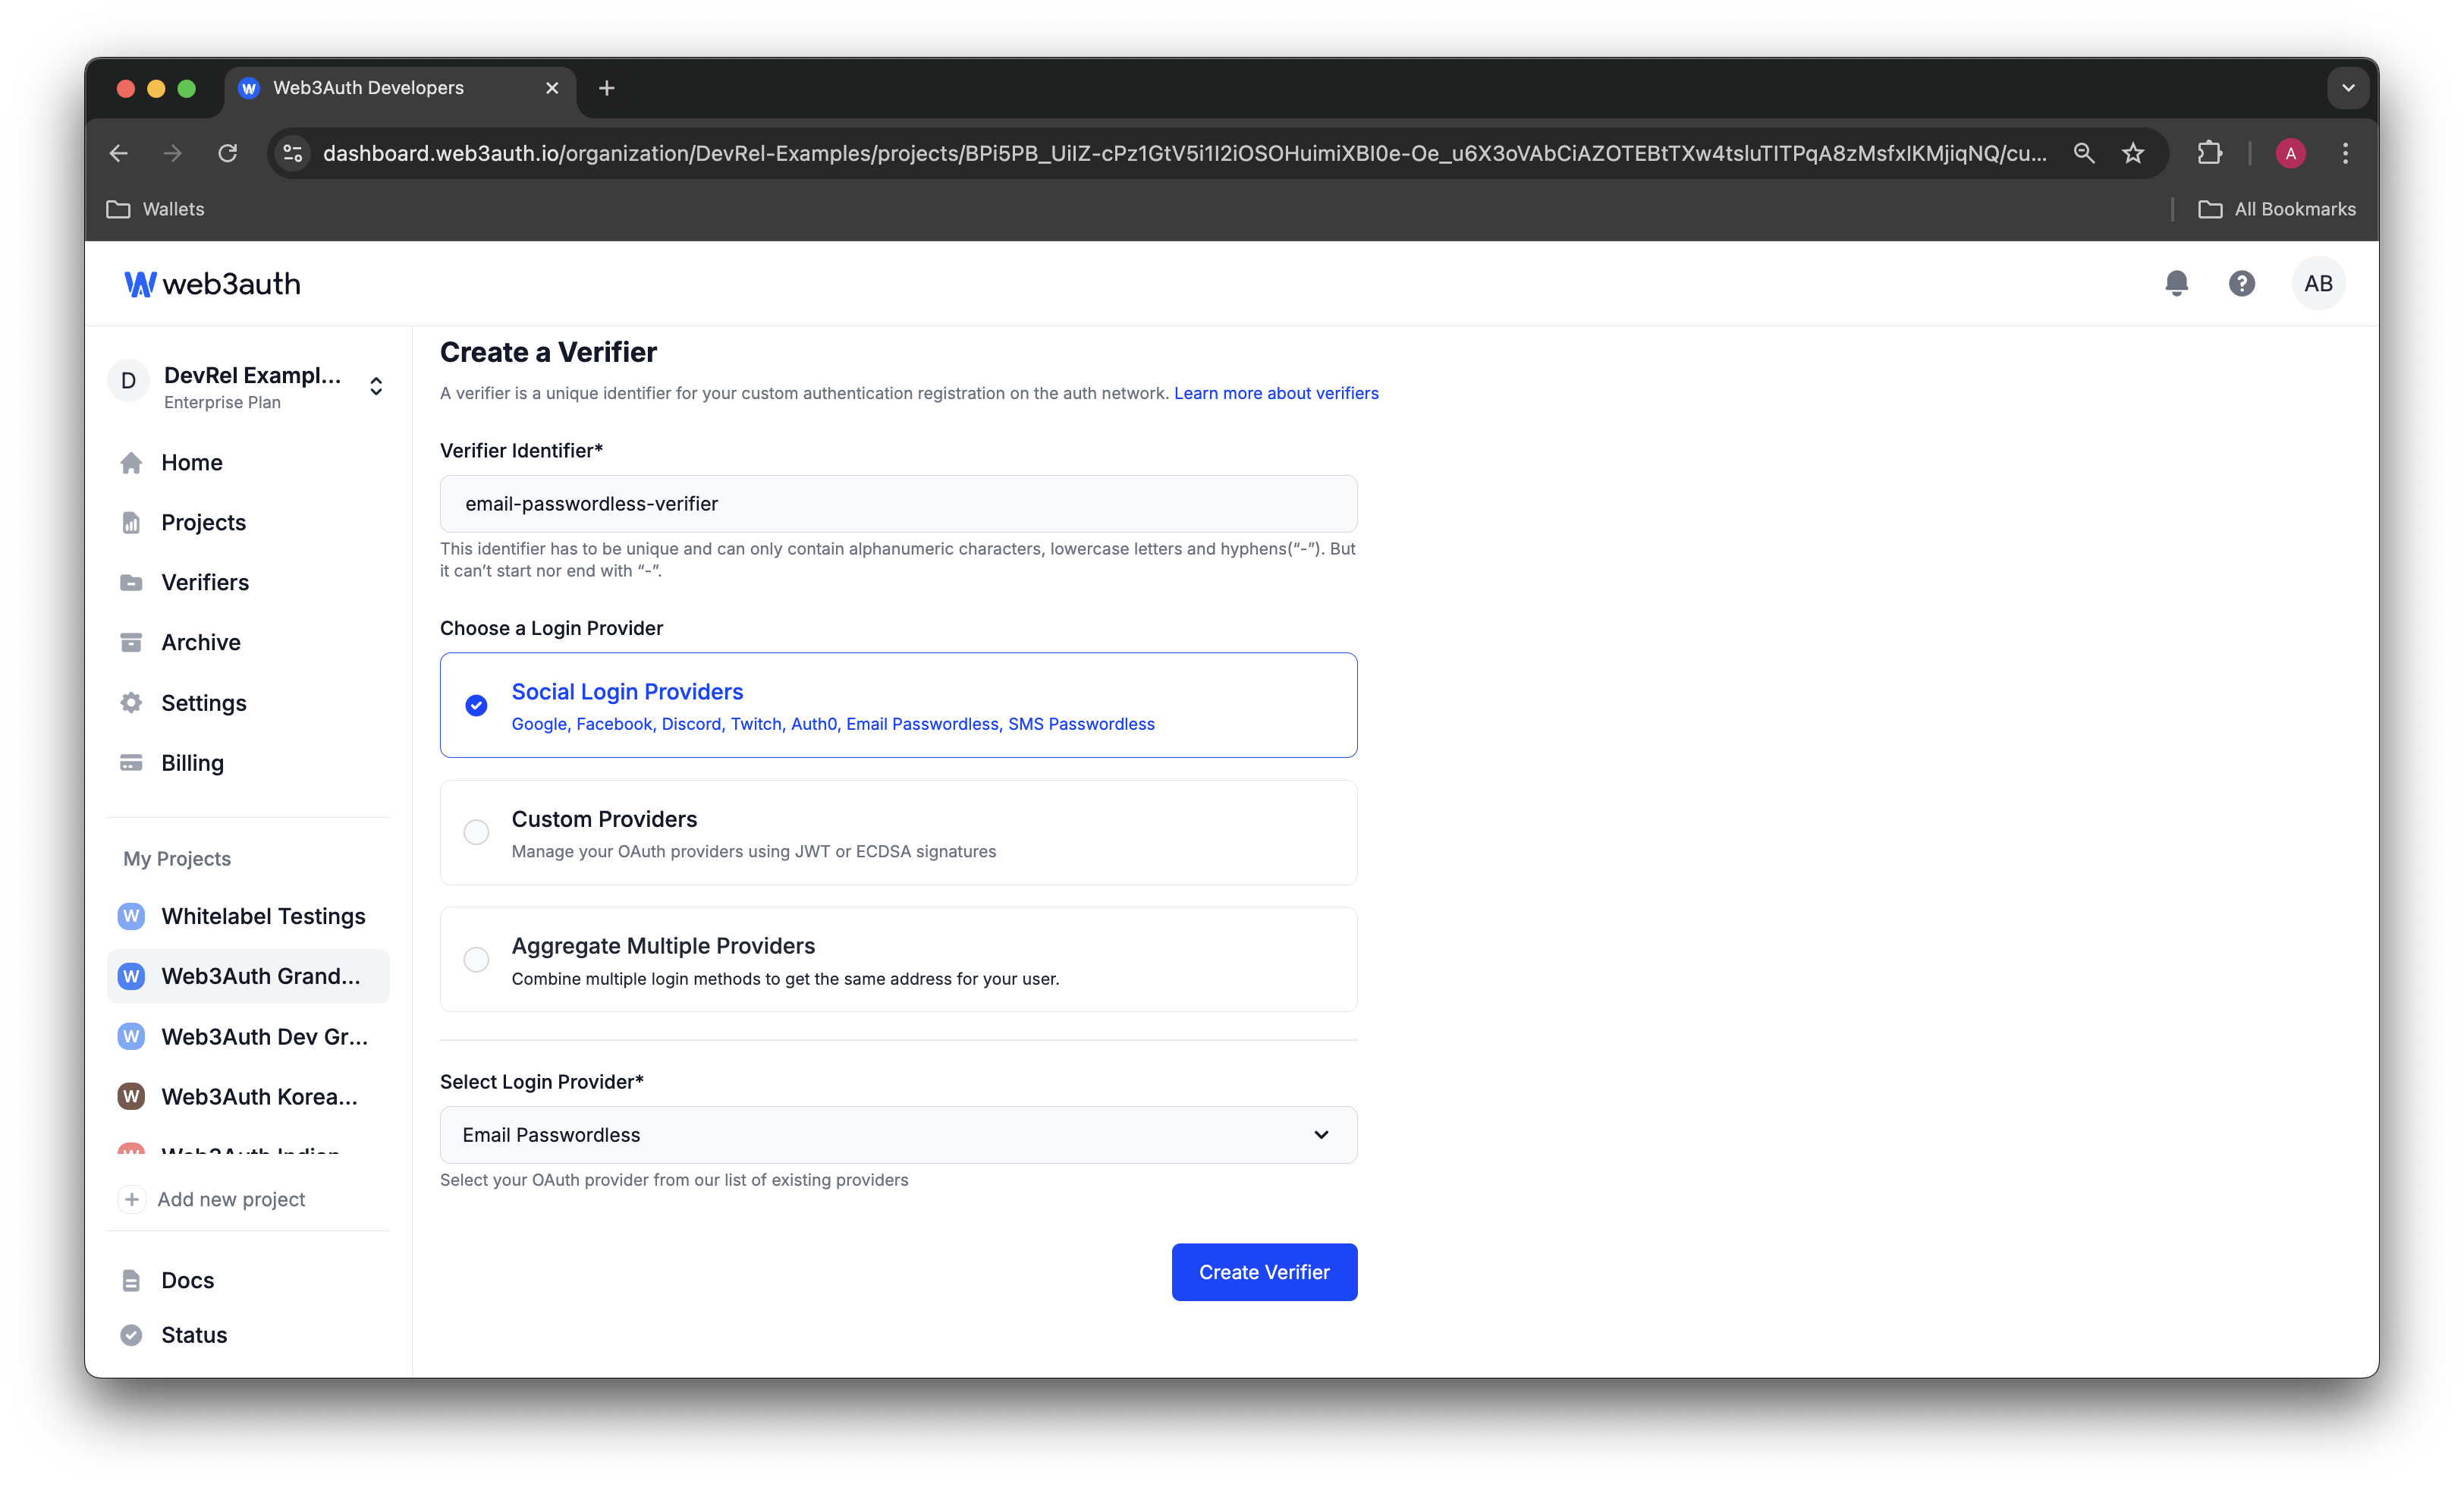 Web3Auth Developers
dashboard.web3auth.io/organization/DevRel-Examples/projects/BPi5PB_UiIZ-cPz1GtV5i1I2iOSOHuimiXBI0e-Oe_u6X3oVAbCiAZOTEBtTXw4tsluTITPqA8zMsfxlKMjiqNQ/cu...
A
Wallets
All Bookmarks
W web3auth
AB
D
DevRel Exampl...
Enterprise Plan
Home
Projects
Verifiers
Archive
Settings
Billing
My Projects
W Whitelabel Testings
W Web3Auth Grand...
W Web3Auth Dev Gr...
W Web3Auth Korea...
W Web3Auth Indian
Add new project
Docs
Status
Create a Verifier
A verifier is a unique identifier for your custom authentication registration on the auth network. Learn more about verifiers
Verifier Identifier*
email-passwordless-verifier
This identifier has to be unique and can only contain alphanumeric characters, lowercase letters and hyphens(“-”). But
it can’t start nor end with “-”.
Choose a Login Provider
Social Login Providers
Google, Facebook, Discord, Twitch, Auth0, Email Passwordless, SMS Passwordless
Custom Providers
Manage your OAuth providers using JWT or ECDSA signatures
Aggregate Multiple Providers
Combine multiple login methods to get the same address for your user.
Select Login Provider*
Email Passwordless
Select your OAuth provider from our list of existing providers
Create Verifier